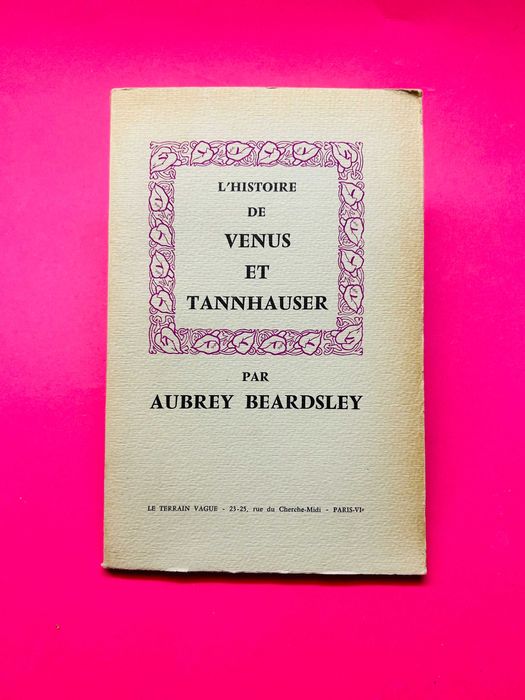 L'HISTOIRE
DE
VENUS
ET
TANNHAUSER
PAR
AUBREY BEARDSLEY
LE TERRAIN VAGUE - 23-25, rue du Cherche-Midi - PARIS-VIe